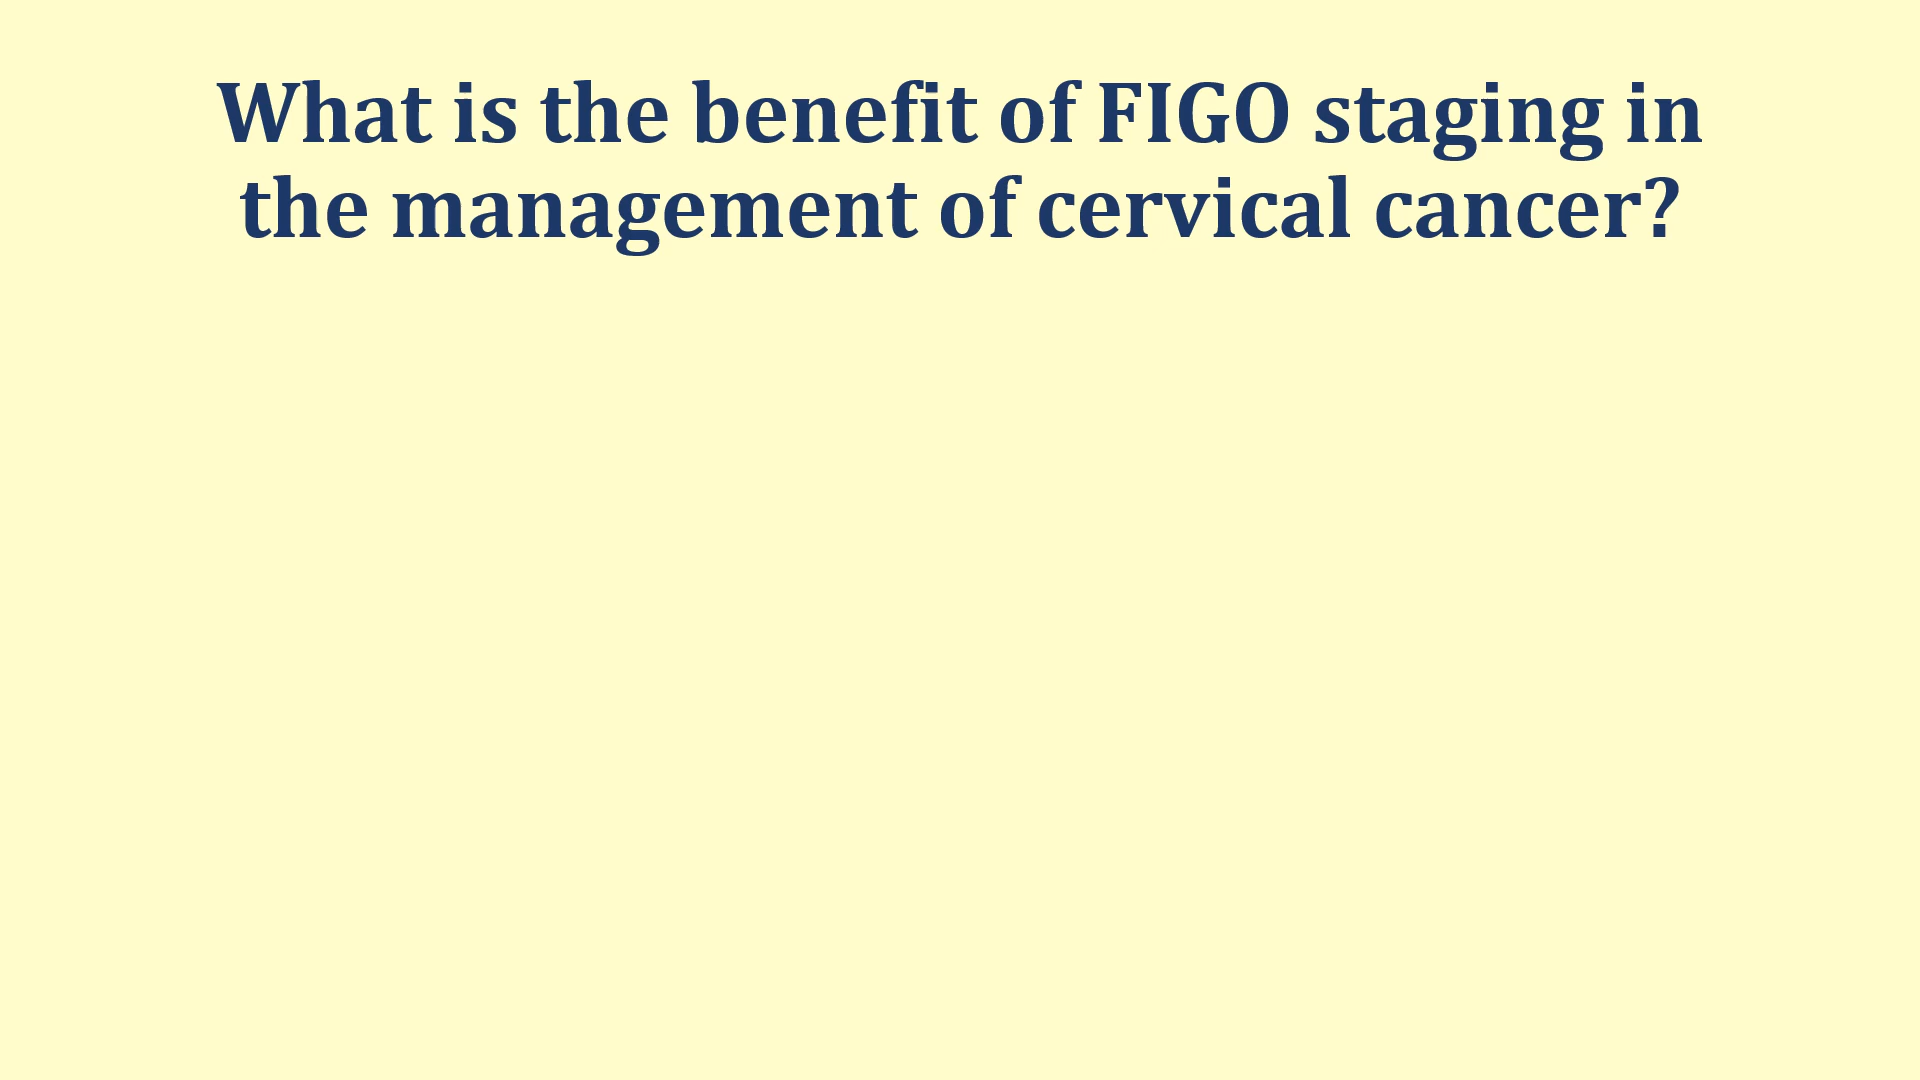 What is the benefit of FIGO staging in
the management of cervical cancer?